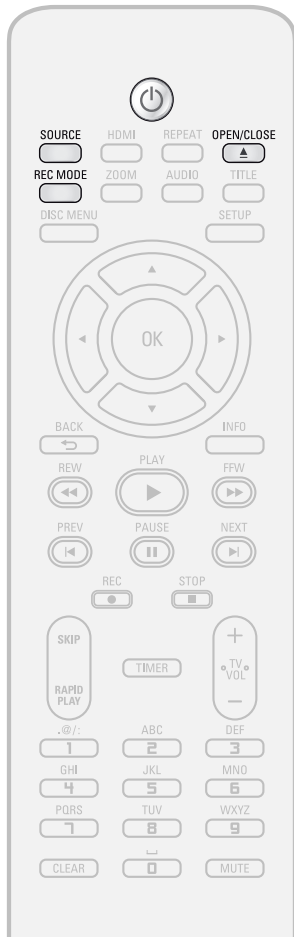 SOURCE HDMI REPEAT OPEN/CLOSE
REC MODE ZOOM AUDIO TITLE
DISC MENU SETUP
OK
BACK INFO
REW PLAY FFW
PREV PAUSE NEXT
REC STOP
SKIP
+
TIMER
TV
VOL
RAPID
PLAY
–
.@/: ABC DEF
1 2 3
GHI JKL MNO
4 5 6
PQRS TUV WXYZ
7 8 9
CLEAR 0 MUTE